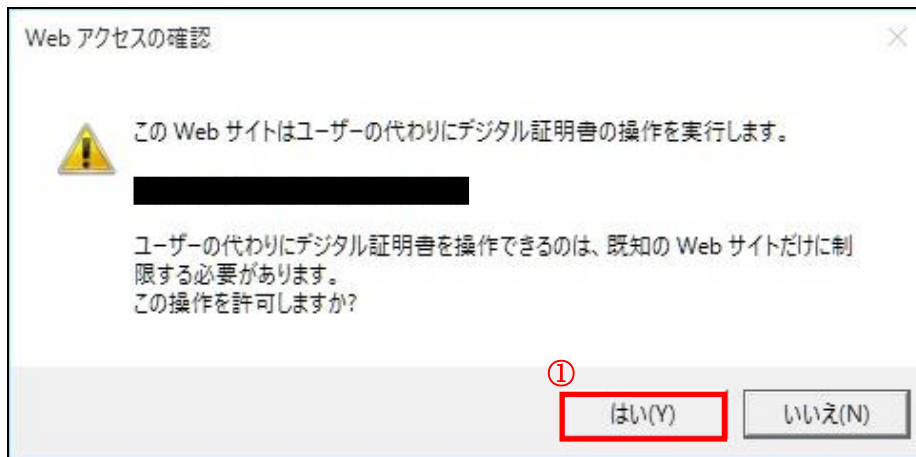 Web アクセスの確認
この Web サイトはユーザーの代わりにデジタル証明書の操作を実行します。
ユーザーの代わりにデジタル証明書を操作できるのは、既知の Web サイトだけに制
限する必要があります。
この操作を許可しますか?
①
はい(Y) いいえ(N)